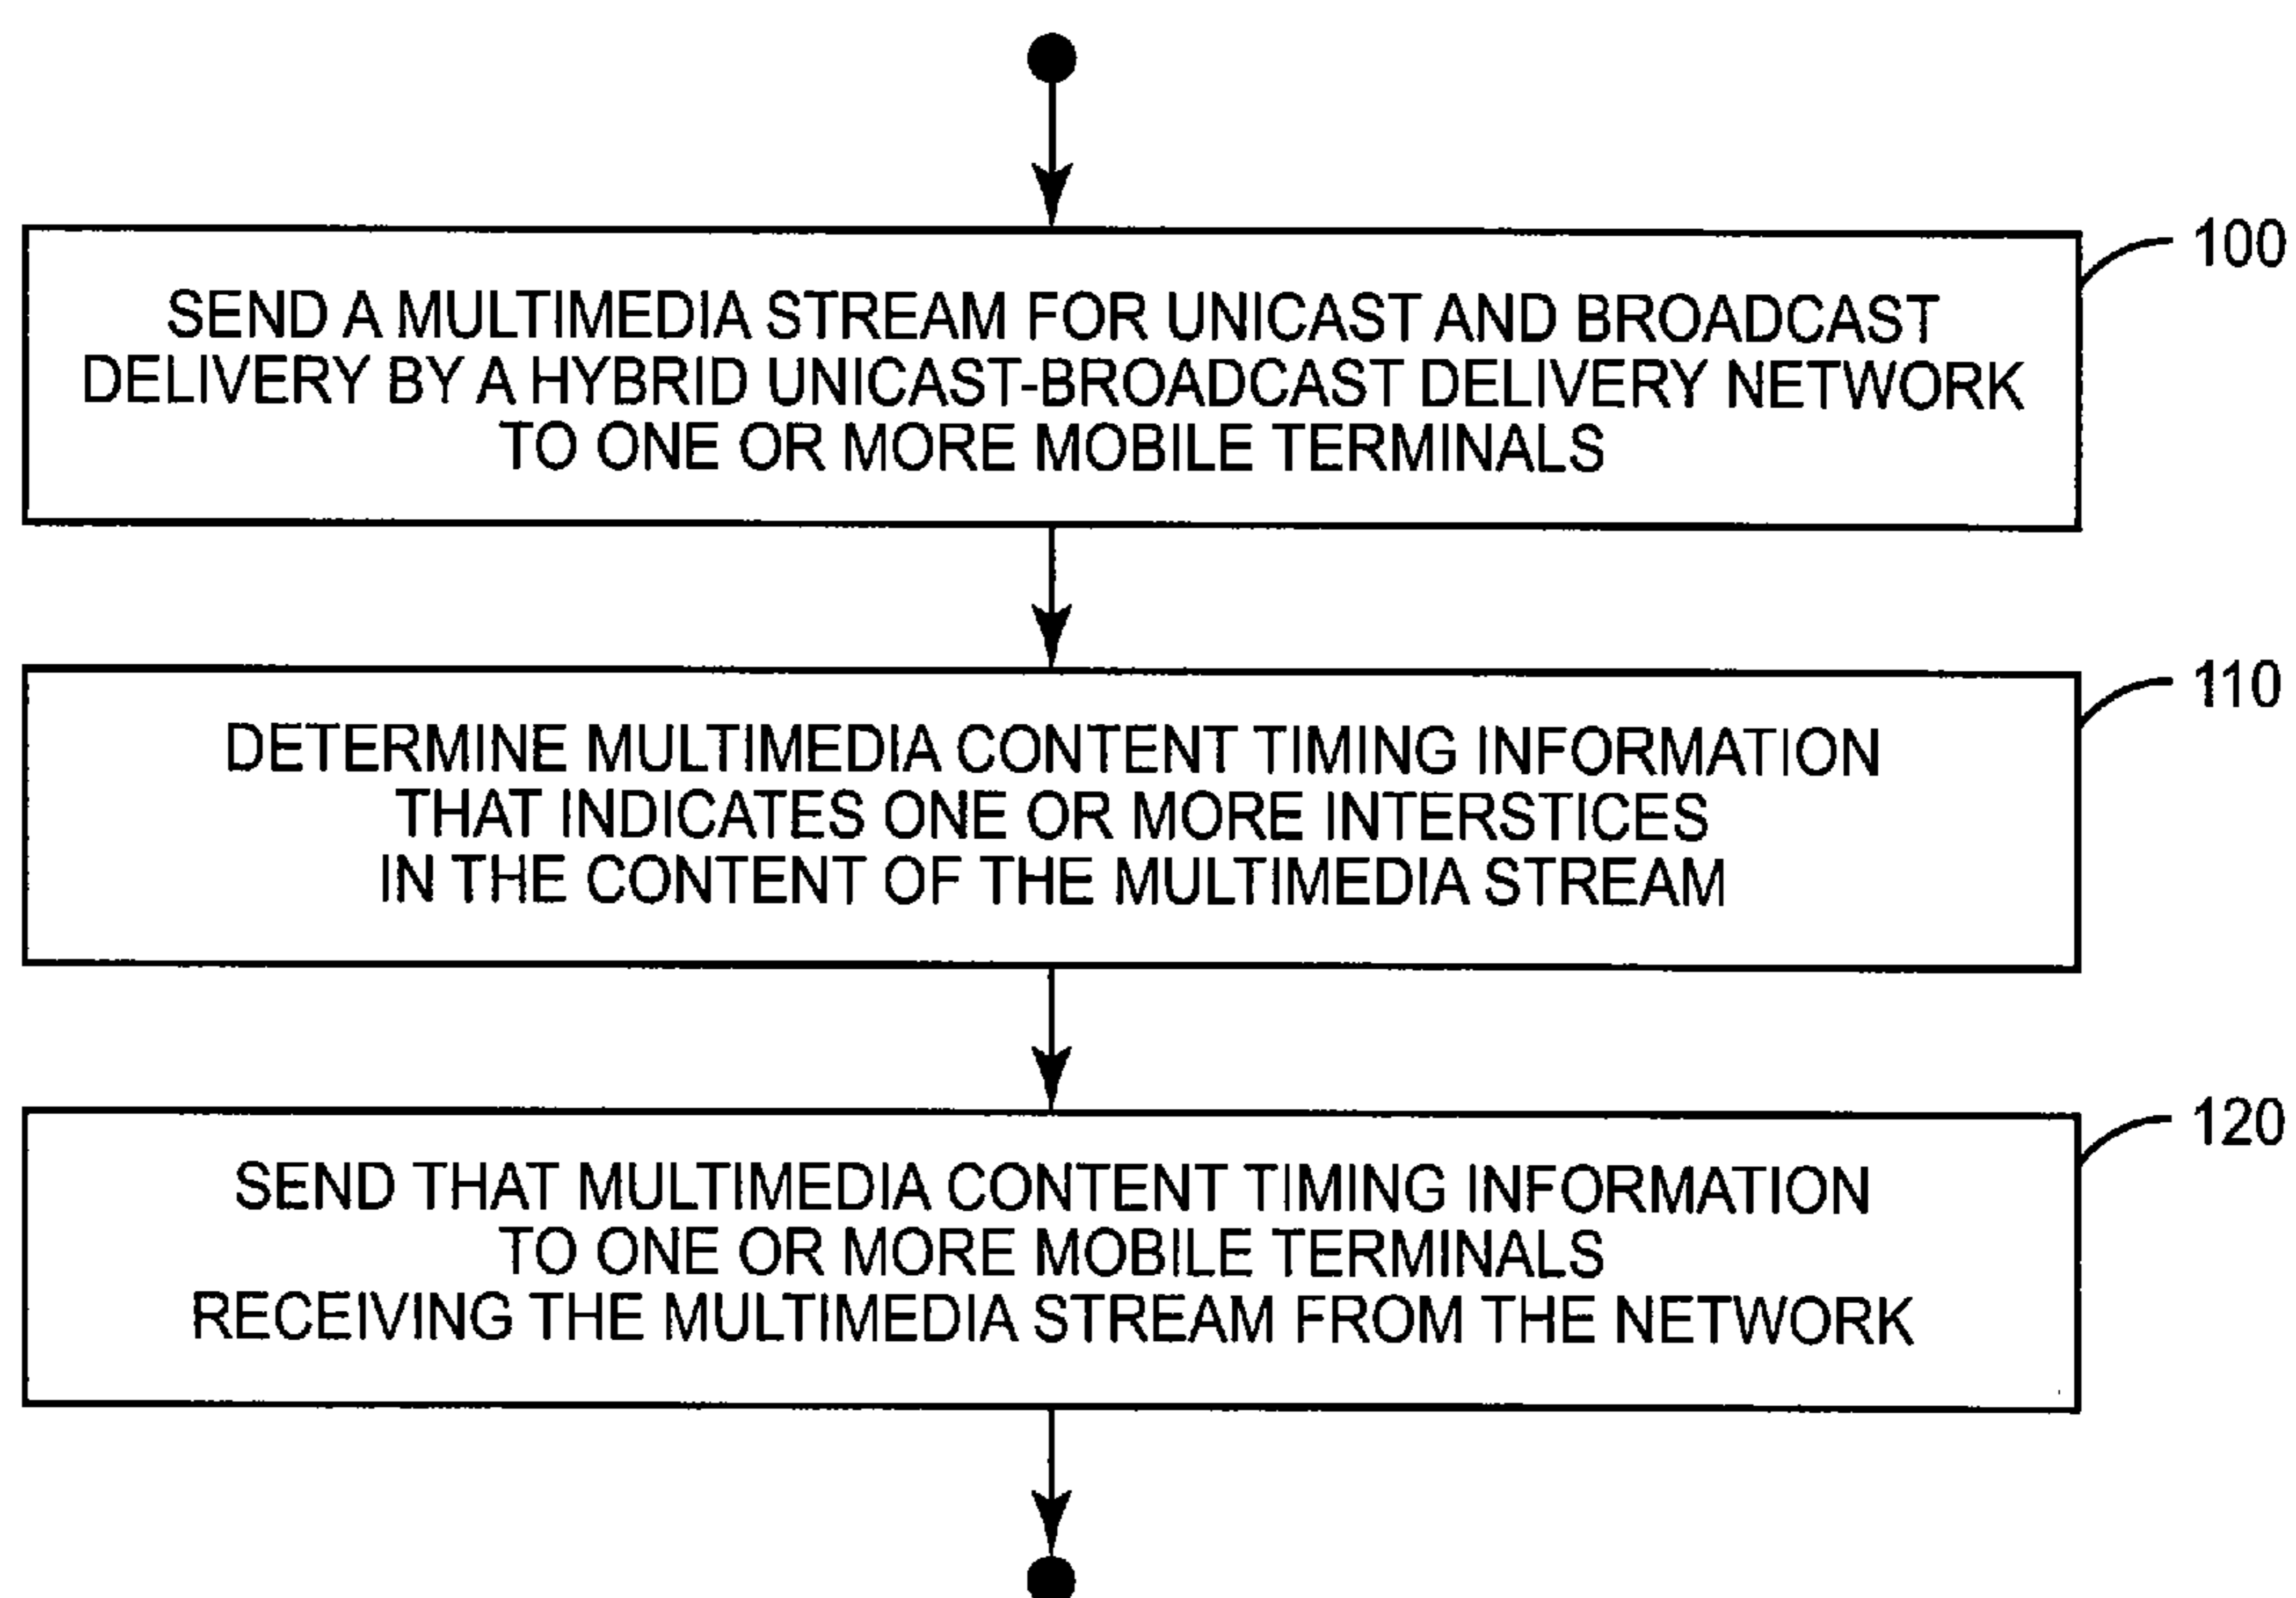 100
SEND A MULTIMEDIA STREAM FOR UNICAST AND BROADCAST
DELIVERY BY A HYBRID UNICAST-BROADCAST DELIVERY NETWORK
TO ONE OR MORE MOBILE TERMINALS
110
DETERMINE MULTIMEDIA CONTENT TIMING INFORMATION
THAT INDICATES ONE OR MORE INTERSTICES
IN THE CONTENT OF THE MULTIMEDIA STREAM
120
SEND THAT MULTIMEDIA CONTENT TIMING INFORMATION
TO ONE OR MORE MOBILE TERMINALS
RECEIVING THE MULTIMEDIA STREAM FROM THE NETWORK